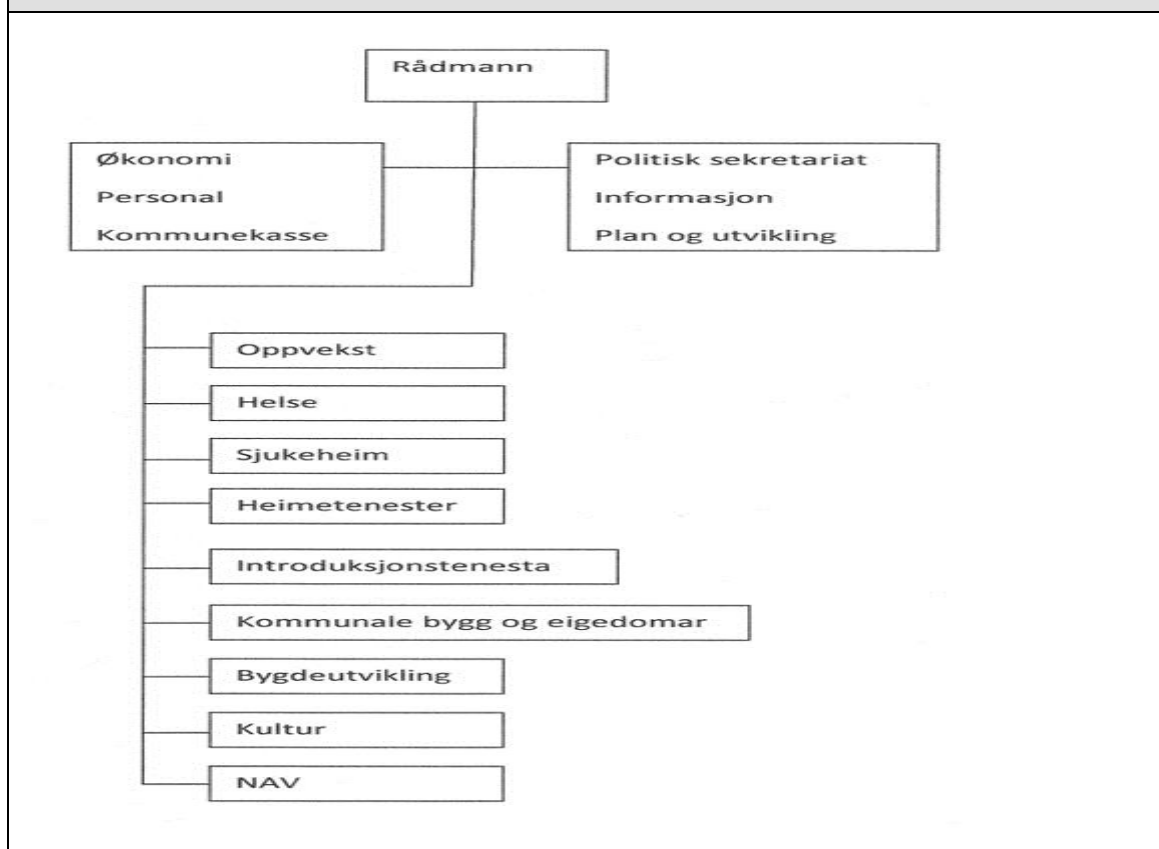 Rådmann
Økonomi
Personal
Kommunekasse
Politisk sekretariat
Informasjon
Plan og utvikling
Oppvekst
Helse
Sjukeheim
Heimetenester
Introduksjonstenesta
Kommunale bygg og eigedomar
Bygdeutvikling
Kultur
NAV